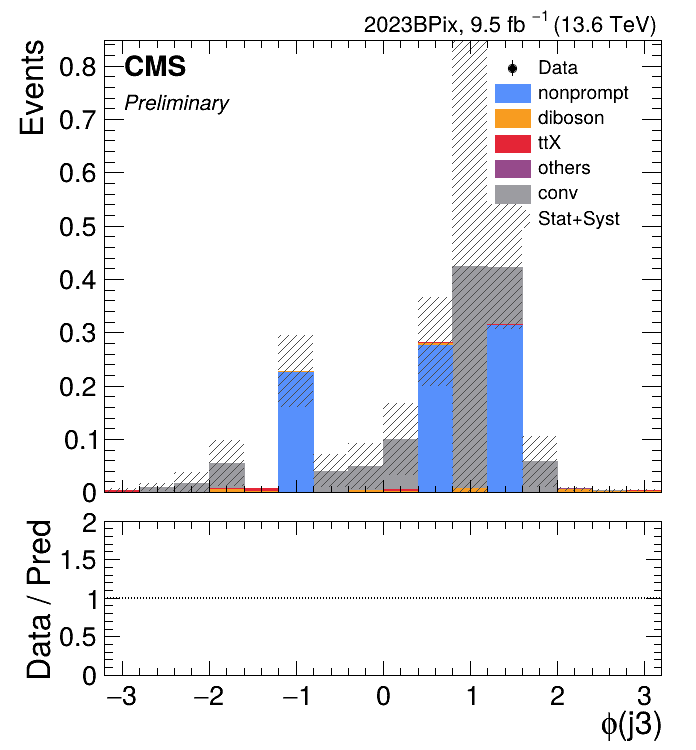 2023BPix, 9.5 fb⁻¹ (13.6 TeV)
CMS
Preliminary
Events
0.8
0.7
0.6
0.5
0.4
0.3
0.2
0.1
0
Data
nonprompt
diboson
ttX
others
conv
Stat+Syst
Data / Pred
2
1.5
1
0.5
0
−3 −2 −1 0 1 2 3
ϕ(j3)